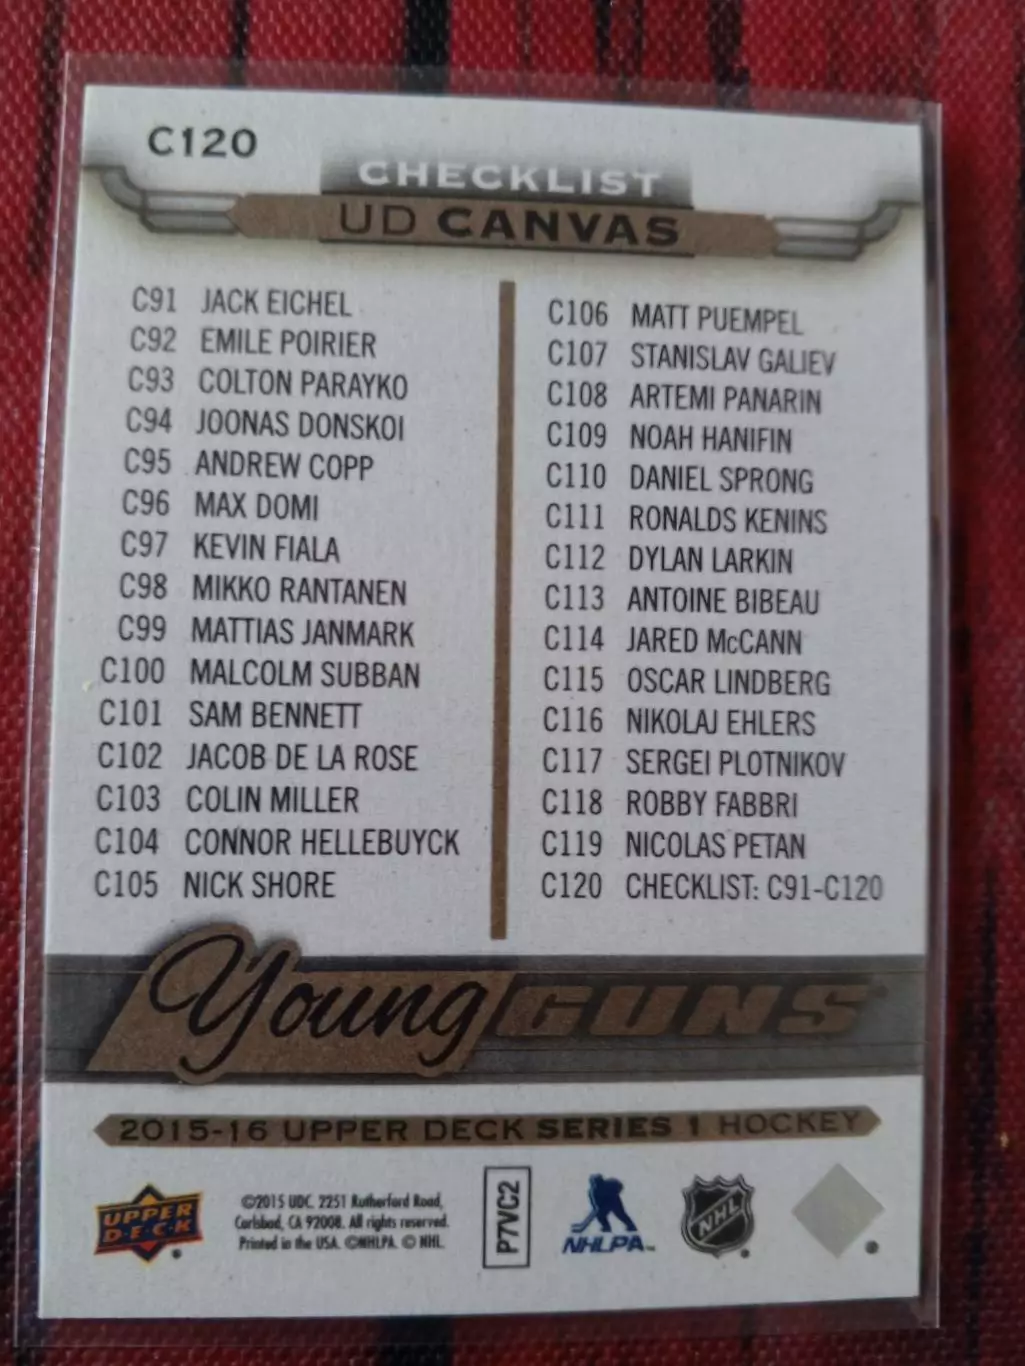 C120
CHECKLIST
UD CANVAS
C91 JACK EICHEL
C92 EMILE POIRIER
C93 COLTON PARAYKO
C94 JOONAS DONSKOI
C95 ANDREW COPP
C96 MAX DOMI
C97 KEVIN FIALA
C98 MIKKO RANTANEN
C99 MATTIAS JANMARK
C100 MALCOLM SUBBAN
C101 SAM BENNETT
C102 JACOB DE LA ROSE
C103 COLIN MILLER
C104 CONNOR HELLEBUYCK
C105 NICK SHORE
C106 MATT PUEMPEL
C107 STANISLAV GALIEV
C108 ARTEMI PANARIN
C109 NOAH HANIFIN
C110 DANIEL SPRONG
C111 RONALDS KENINS
C112 DYLAN LARKIN
C113 ANTOINE BIBEAU
C114 JARED McCANN
C115 OSCAR LINDBERG
C116 NIKOLAJ EHLERS
C117 SERGEI PLOTNIKOV
C118 ROBBY FABBRI
C119 NICOLAS PETAN
C120 CHECKLIST: C91-C120
Young GUNS
2015-16 UPPER DECK SERIES 1 HOCKEY
UPPER DECK
©2015 UDC. 2251 Rutherford Road,
Carlsbad, CA 92008. All rights reserved.
Printed in the USA. ©NHLPA. © NHL.
P7VC2
NHLPA
NHL